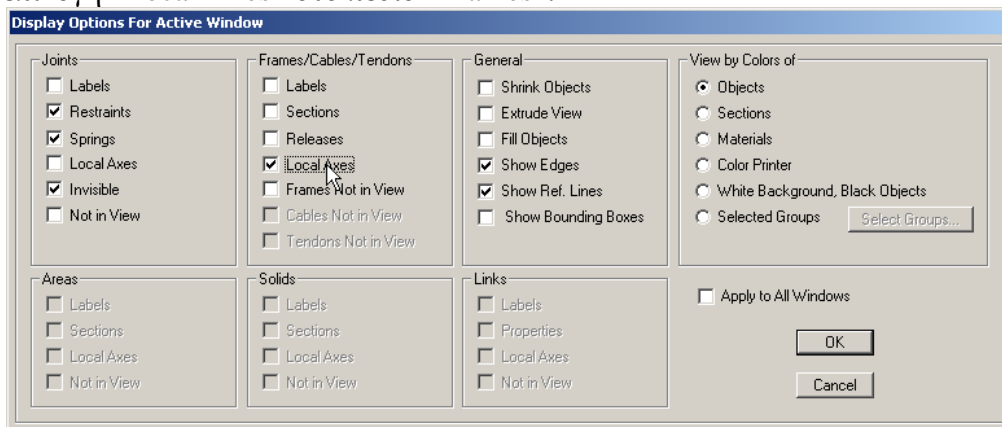 Display Options For Active Window
Joints
Labels
Restraints
Springs
Local Axes
Invisible
Not in View
Frames/Cables/Tendons
Labels
Sections
Releases
Local Axes
Frames Not in View
Cables Not in View
Tendons Not in View
General
Shrink Objects
Extrude View
Fill Objects
Show Edges
Show Ref. Lines
Show Bounding Boxes
View by Colors of
Objects
Sections
Materials
Color Printer
White Background, Black Objects
Selected Groups
Select Groups...
Areas
Labels
Sections
Local Axes
Not in View
Solids
Labels
Sections
Local Axes
Not in View
Links
Labels
Properties
Local Axes
Not in View
Apply to All Windows
OK
Cancel